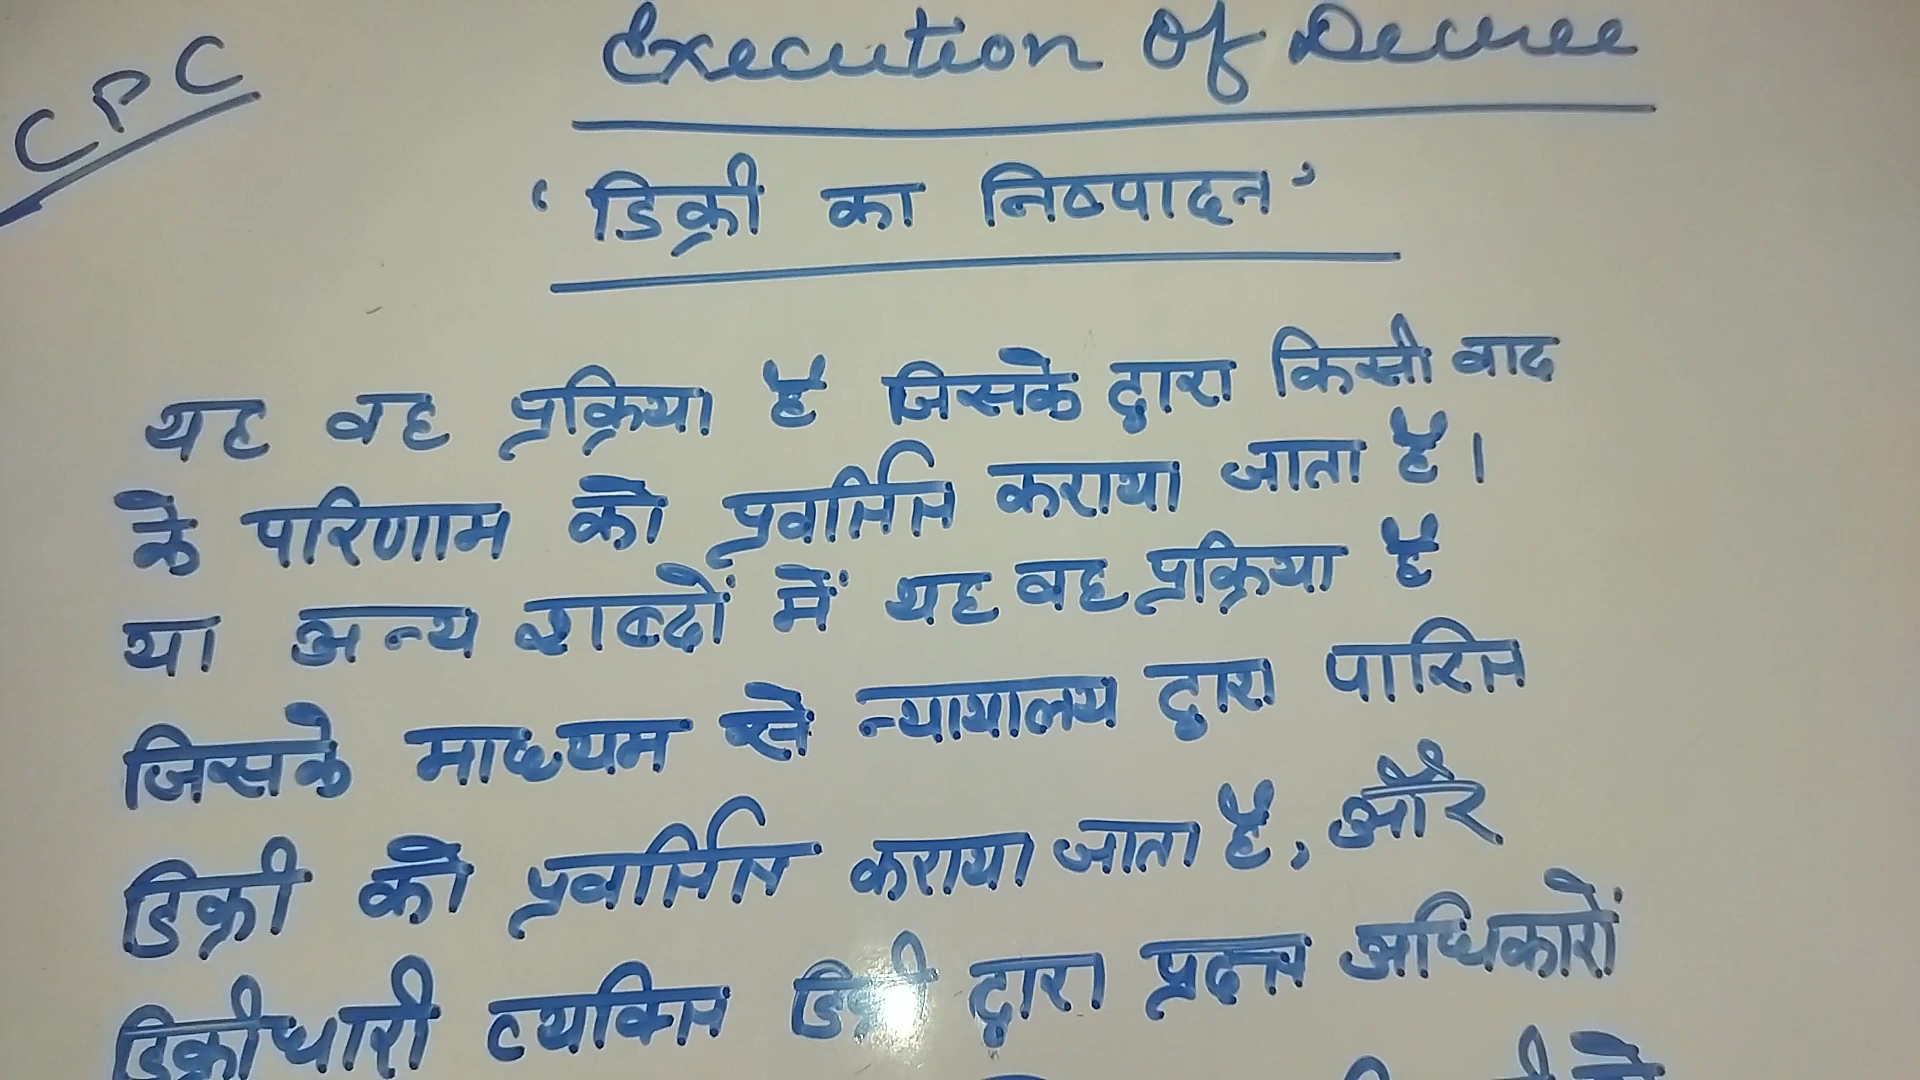 CPC
Execution Of Decree
' डिक्री का निष्पादन '
यह वह प्रक्रिया है जिसके द्वारा किसी वाद
के परिणाम को प्रवर्तित कराया जाता है।
या अन्य शब्दों में यह वह प्रक्रिया है
जिसके माध्यम से न्यायालय द्वारा पारित
डिक्री को प्रवर्तित कराया जाता है, और
डिक्रीधारी व्यक्ति डिक्री द्वारा प्रदत्त अधिकारों